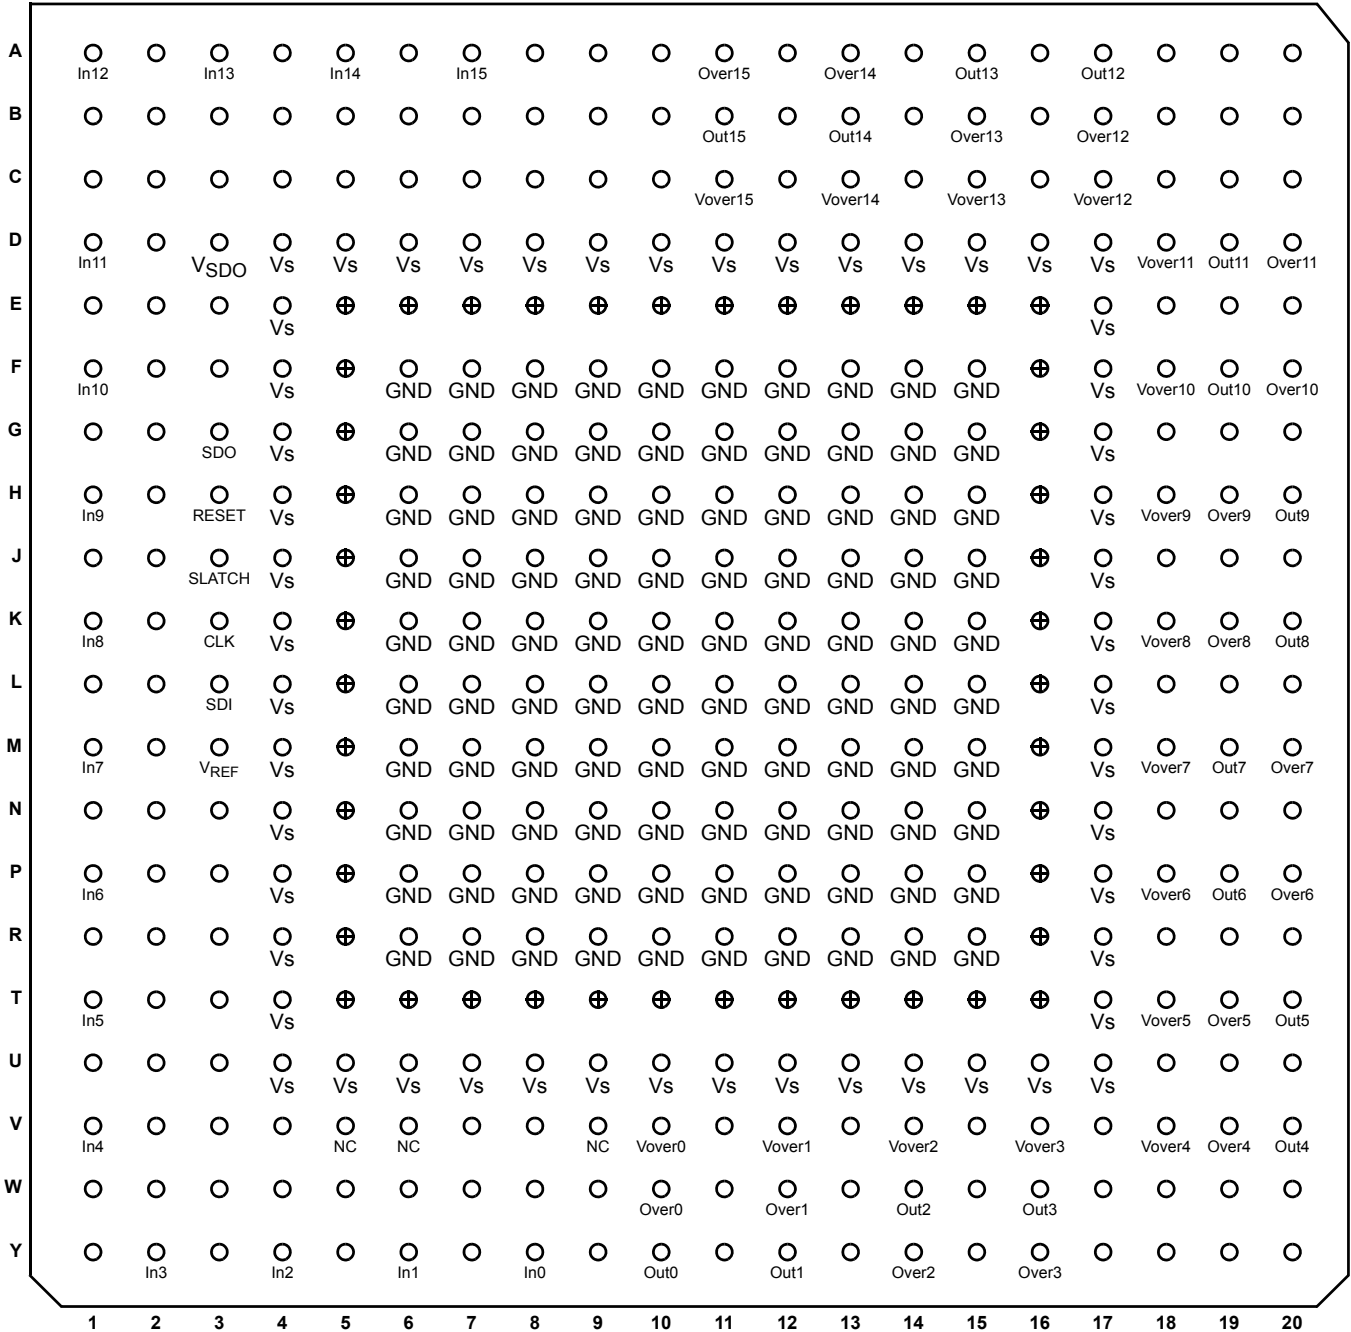 A
In12 In13 In14 In15 Over15 Over14 Out13 Out12
B
Out15 Out14 Over13 Over12
C
Vover15 Vover14 Vover13 Vover12
D
In11 VSDO Vs Vs Vs Vs Vs Vs Vs Vs Vs Vs Vs Vs Vs Vs Vover11 Out11 Over11
E
Vs Vs
F
In10 Vs GND GND GND GND GND GND GND GND GND GND Vs Vover10 Out10 Over10
G
SDO Vs GND GND GND GND GND GND GND GND GND GND Vs
H
In9 RESET Vs GND GND GND GND GND GND GND GND GND GND Vs Vover9 Over9 Out9
J
SLATCH Vs GND GND GND GND GND GND GND GND GND GND Vs
K
In8 CLK Vs GND GND GND GND GND GND GND GND GND GND Vs Vover8 Over8 Out8
L
SDI Vs GND GND GND GND GND GND GND GND GND GND Vs
M
In7 VREF Vs GND GND GND GND GND GND GND GND GND GND Vs Vover7 Out7 Over7
N
Vs GND GND GND GND GND GND GND GND GND GND Vs
P
In6 Vs GND GND GND GND GND GND GND GND GND GND Vs Vover6 Out6 Over6
R
Vs GND GND GND GND GND GND GND GND GND GND Vs
T
In5 Vs Vs Vover5 Over5 Out5
U
Vs Vs Vs Vs Vs Vs Vs Vs Vs Vs Vs Vs Vs Vs
V
In4 NC NC NC Vover0 Vover1 Vover2 Vover3 Vover4 Over4 Out4
W
Over0 Over1 Out2 Out3
Y
In3 In2 In1 In0 Out0 Out1 Over2 Over3
1 2 3 4 5 6 7 8 9 10 11 12 13 14 15 16 17 18 19 20